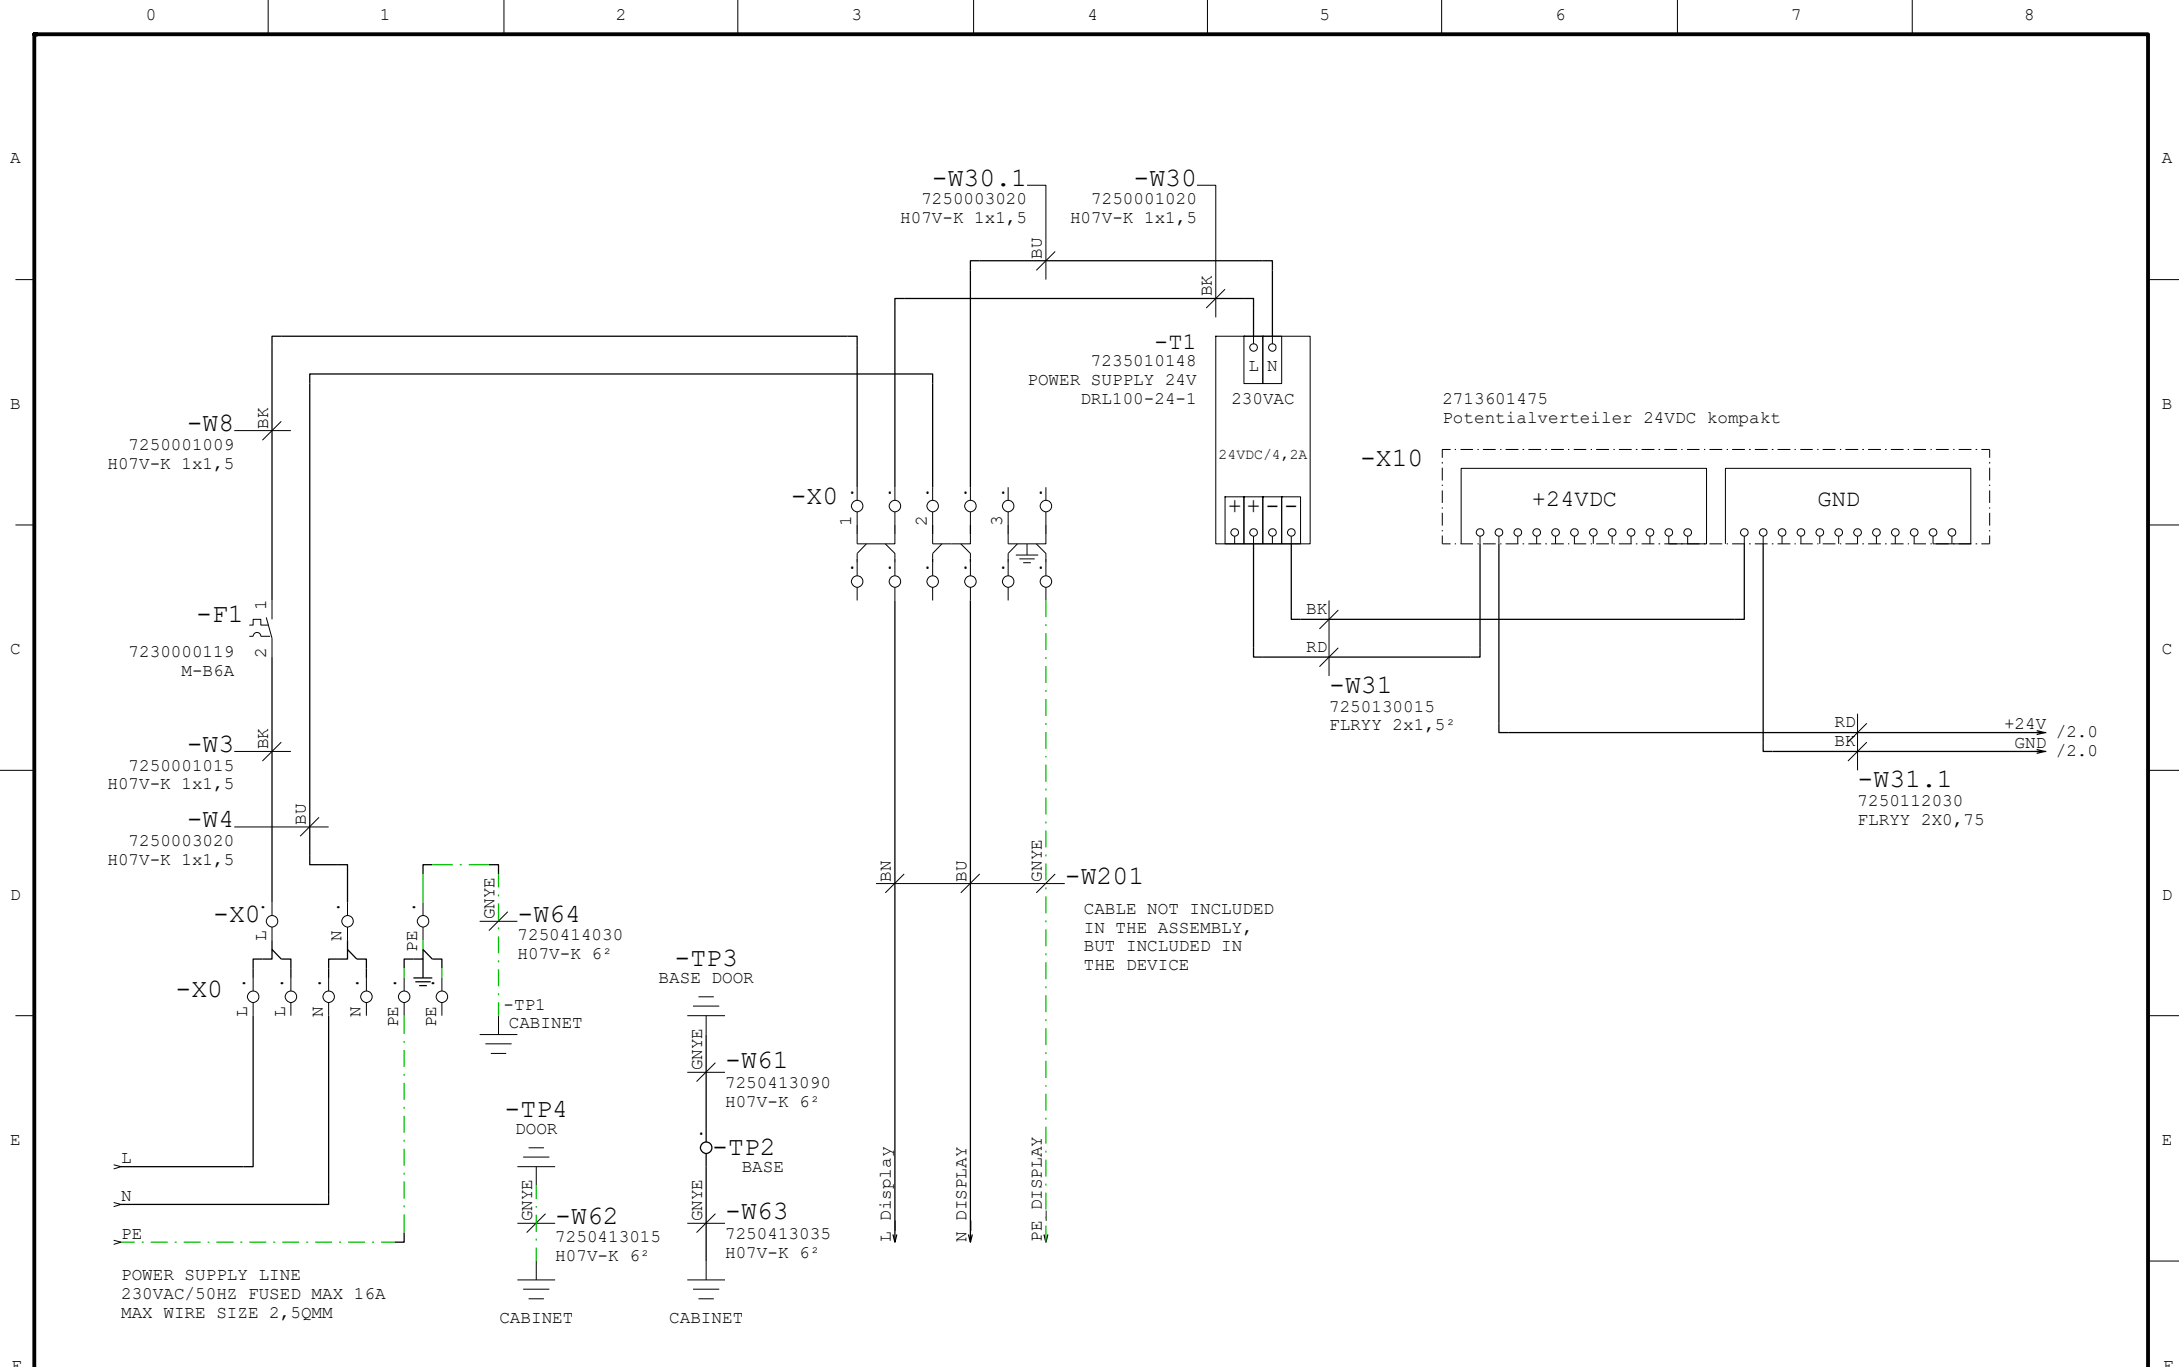 0 1 2 3 4 5 6 7 8
A A
-W30.1
7250003020
H07V-K 1x1,5
BU
-W30
7250001020
H07V-K 1x1,5
BK
-T1
7235010148
POWER SUPPLY 24V
DRL100-24-1
L N
230VAC
24VDC/4,2A
+ + - -
B B
-W8
7250001009
H07V-K 1x1,5
BK
2713601475
Potentialverteiler 24VDC kompakt
-X10
+24VDC
GND
-X0
1 2 3
C C
-F1
1
2
7230000119
M-B6A
BK
RD
-W31
7250130015
FLRYY 2x1,5²
RD
BK
+24V /2.0
GND /2.0
-W31.1
7250112030
FLRYY 2X0,75
-W3
7250001015
H07V-K 1x1,5
BK
-W4
7250003020
H07V-K 1x1,5
BU
D D
-X0
L N PE
GNYE
-W64
7250414030
H07V-K 6²
-X0
L L N N PE PE
-TP1
CABINET
BN BU GNYE
-W201
CABLE NOT INCLUDED
IN THE ASSEMBLY,
BUT INCLUDED IN
THE DEVICE
-TP3
BASE DOOR
GNYE
-W61
7250413090
H07V-K 6²
-TP2
BASE
GNYE
-W63
7250413035
H07V-K 6²
CABINET
-TP4
DOOR
GNYE
-W62
7250413015
H07V-K 6²
CABINET
E E
L Display
N DISPLAY
PE DISPLAY
L
N
PE
POWER SUPPLY LINE
230VAC/50HZ FUSED MAX 16A
MAX WIRE SIZE 2,5QMM